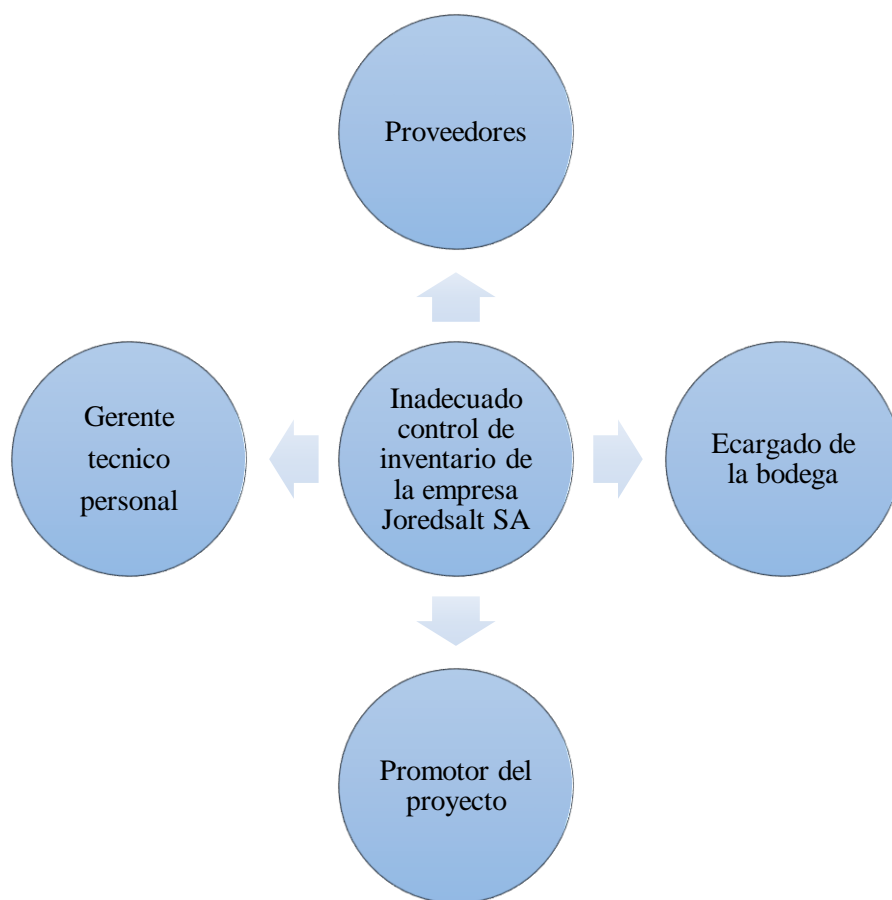 Proveedores
Gerente
tecnico
personal
Inadecuado
control de
inventario de
la empresa
Joredsalt SA
Ecargado de
la bodega
Promotor del
proyecto